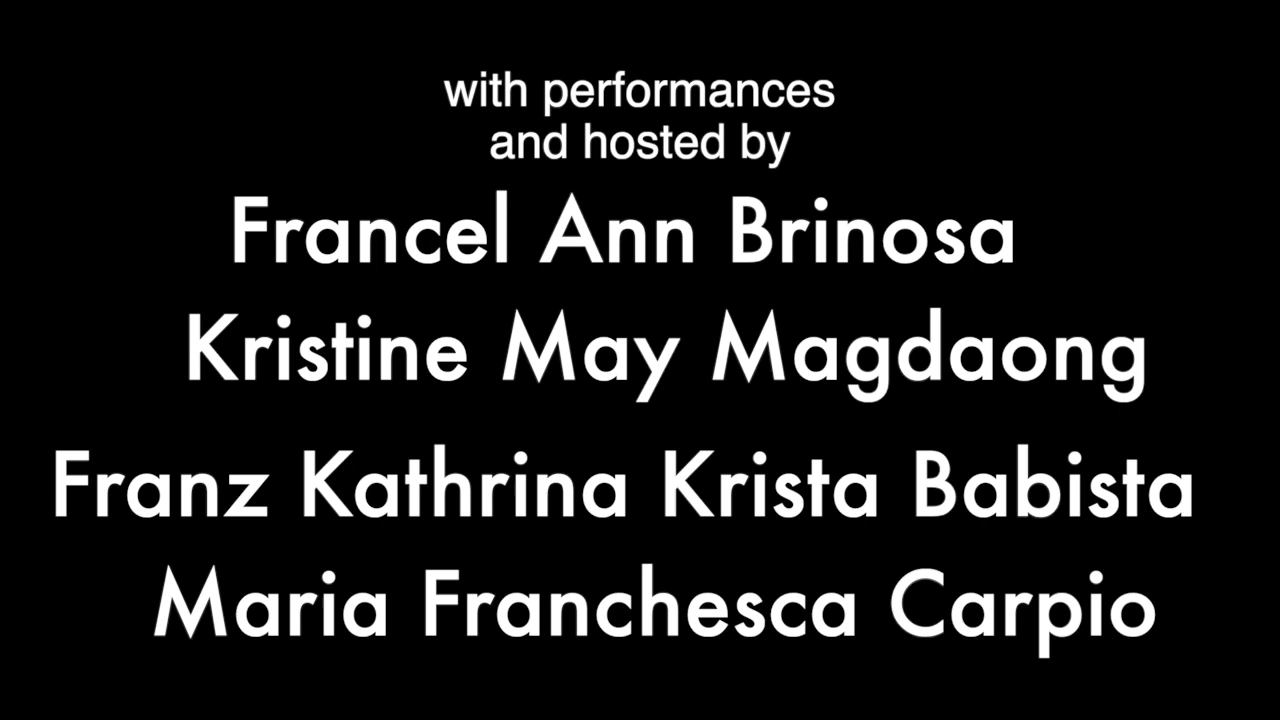 with performances
and hosted by
Francel Ann Brinosa
Kristine May Magdaong
Franz Kathrina Krista Babista
Maria Franchesca Carpio